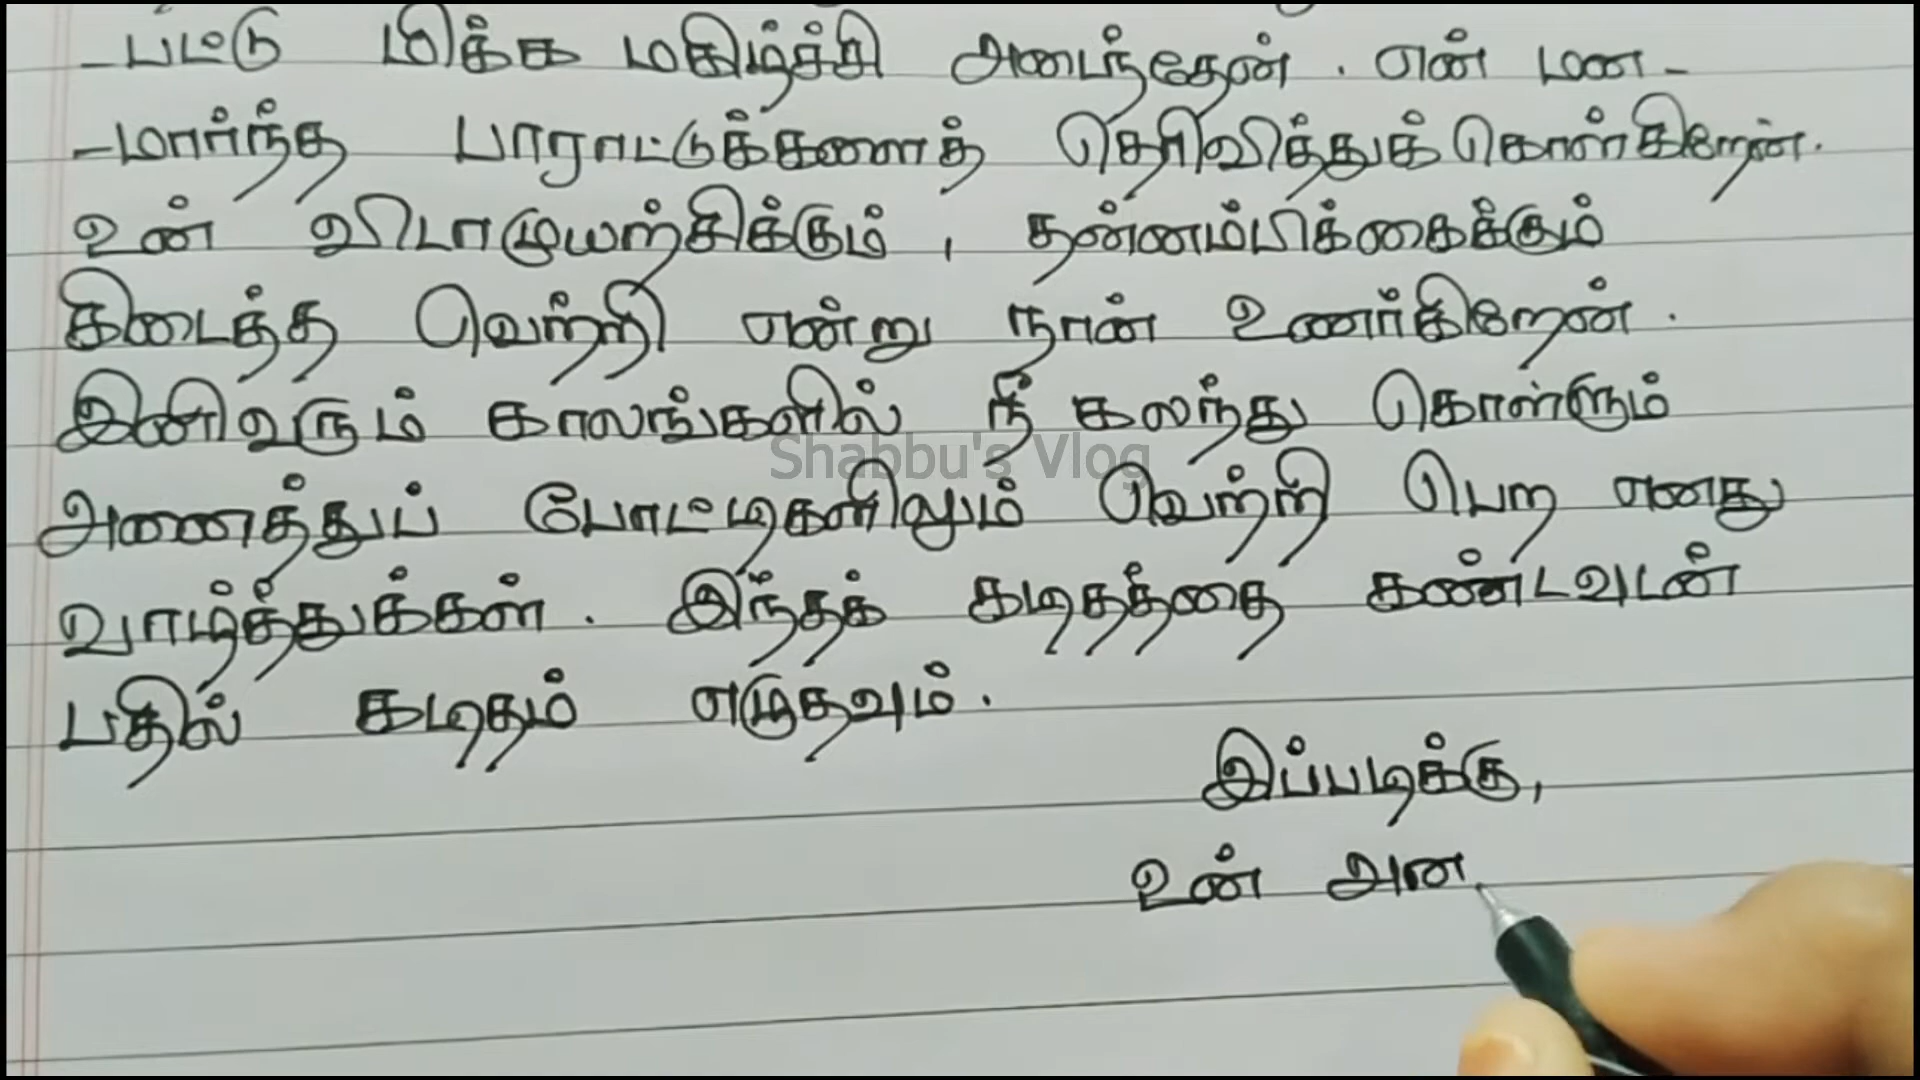 -பட்டு மிக்க மகிழ்ச்சி அடைந்தேன். என் மன-
-மார்ந்த பாராட்டுக்களைத் தெரிவித்துக் கொள்கிறேன்.
உன் விடாமுயற்சிக்கும், தன்னம்பிக்கைக்கும்
கிடைத்த வெற்றி என்று நான் உணர்கிறேன்.
இனிவரும் காலங்களில் நீ கலந்து கொள்ளும்
Shabbu's Vlog
அனைத்துப் போட்டிகளிலும் வெற்றி பெற எனது
வாழ்த்துக்கள். இந்தக் கடிதத்தை கண்டவுடன்
பதில் கடிதம் எழுதவும்.
இப்படிக்கு,
உன் அன